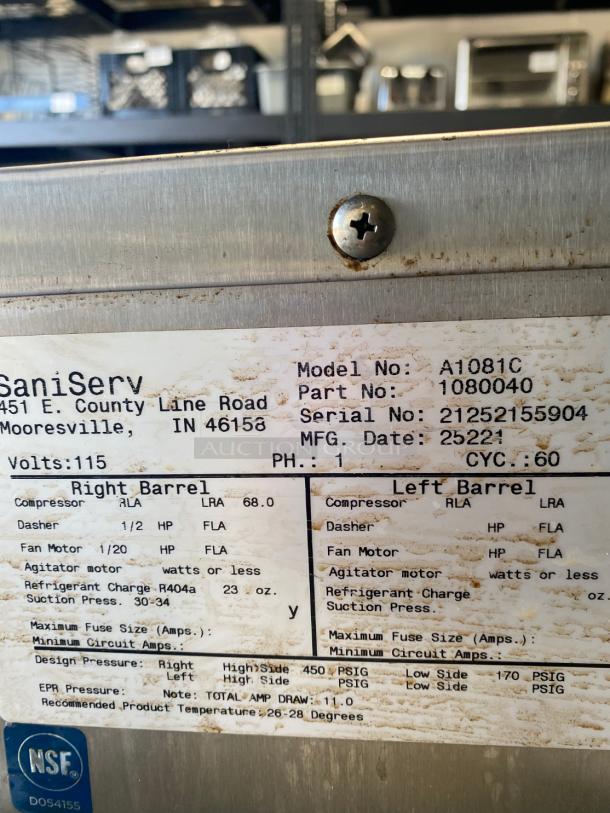 SaniServ
451 E. County Line Road
Mooresville, IN 46158
Model No: A1081C
Part No: 1080040
Serial No: 21252155904
MFG. Date: 25221
AUCTION GROUP
Volts:115 PH.: 1 CYC.:60
Right Barrel
Compressor RLA LRA 68.0
Dasher 1/2 HP FLA
Fan Motor 1/20 HP FLA
Agitator motor watts or less
Refrigerant Charge R404a 23 oz.
Suction Press. 30-34
y
Maximum Fuse Size (Amps.):
Minimum Circuit Amps.:
Left Barrel
Compressor RLA LRA
Dasher HP FLA
Fan Motor HP FLA
Agitator motor watts or less
Refrigerant Charge oz.
Suction Press.
Maximum Fuse Size (Amps.):
Minimum Circuit Amps.:
Design Pressure: Right High Side 450 PSIG Low Side 170 PSIG
Left High Side PSIG Low Side PSIG
EPR Pressure: Note: TOTAL AMP DRAW: 11.0
Recommended Product Temperature: 26-28 Degrees
NSF®
DOS4155